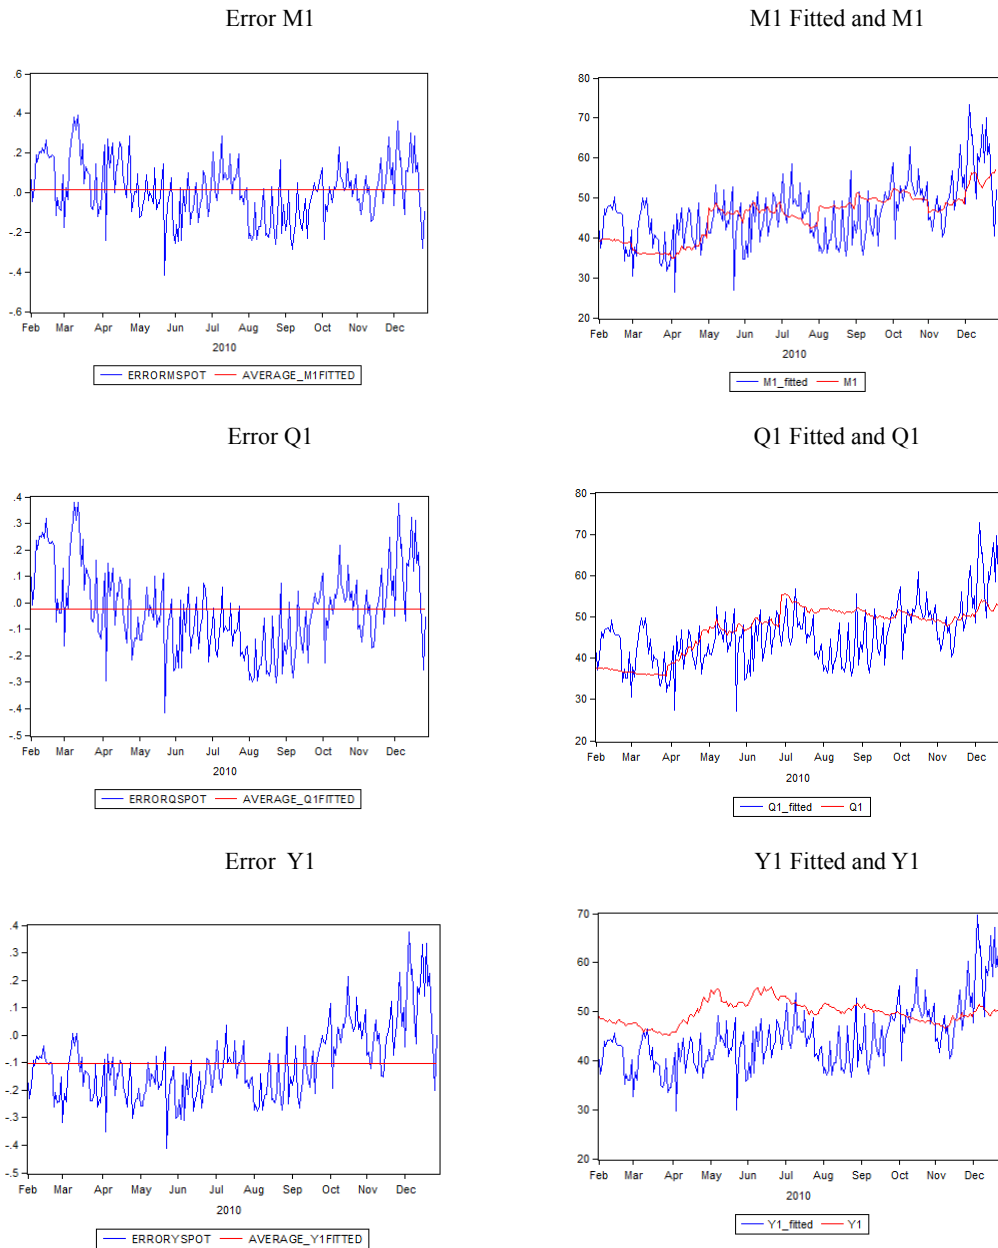 Error M1
M1 Fitted and M1
.6
.4
.2
.0
-.2
-.4
-.6
Feb Mar Apr May Jun Jul Aug Sep Oct Nov Dec
2010
ERRORMSPOT AVERAGE_M1FITTED
80
70
60
50
40
30
20
Feb Mar Apr May Jun Jul Aug Sep Oct Nov Dec
2010
M1_fitted M1
Error Q1
Q1 Fitted and Q1
.4
.3
.2
.1
.0
-.1
-.2
-.3
-.4
-.5
Feb Mar Apr May Jun Jul Aug Sep Oct Nov Dec
2010
ERRORQSPOT AVERAGE_Q1FITTED
80
70
60
50
40
30
20
Feb Mar Apr May Jun Jul Aug Sep Oct Nov Dec
2010
Q1_fitted Q1
Error Y1
Y1 Fitted and Y1
.4
.3
.2
.1
.0
-.1
-.2
-.3
-.4
-.5
Feb Mar Apr May Jun Jul Aug Sep Oct Nov Dec
2010
ERRORYSPOT AVERAGE_Y1FITTED
70
60
50
40
30
20
Feb Mar Apr May Jun Jul Aug Sep Oct Nov Dec
2010
Y1_fitted Y1